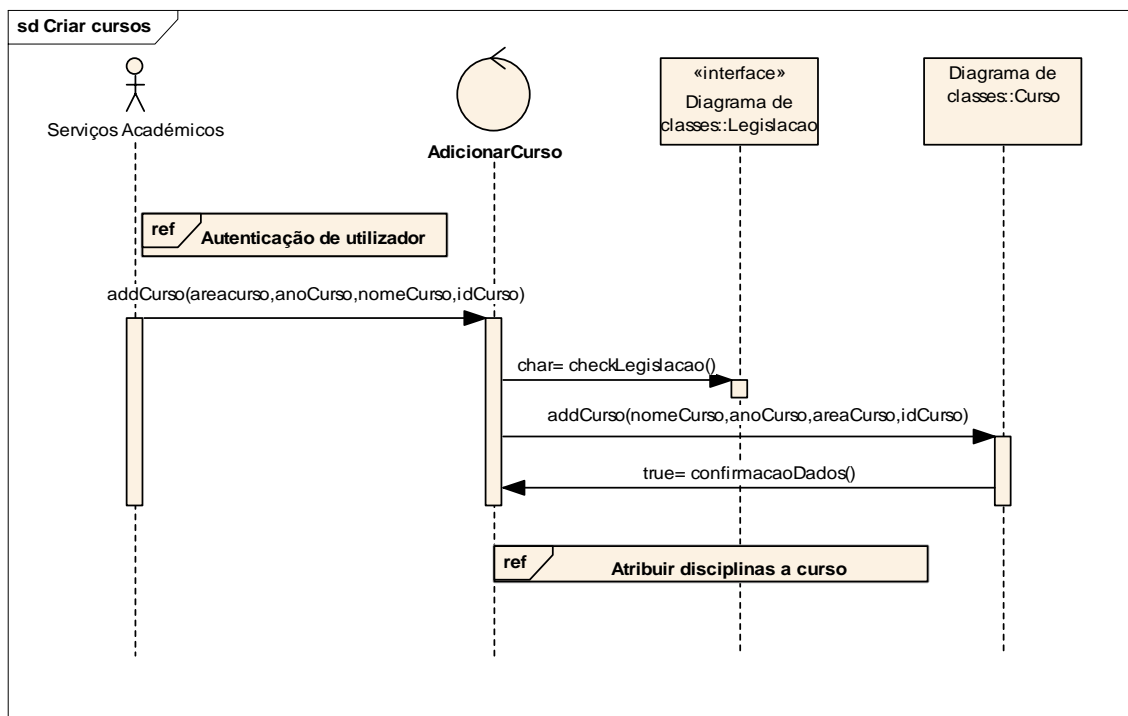 sd Criar cursos
Serviços Académicos
AdicionarCurso
«interface»
Diagrama de
classes::Legislacao
Diagrama de
classes::Curso
ref
Autenticação de utilizador
addCurso(areacurso,anoCurso,nomeCurso,idCurso)
char= checkLegislacao()
addCurso(nomeCurso,anoCurso,areaCurso,idCurso)
true= confirmacaoDados()
ref
Atribuir disciplinas a curso